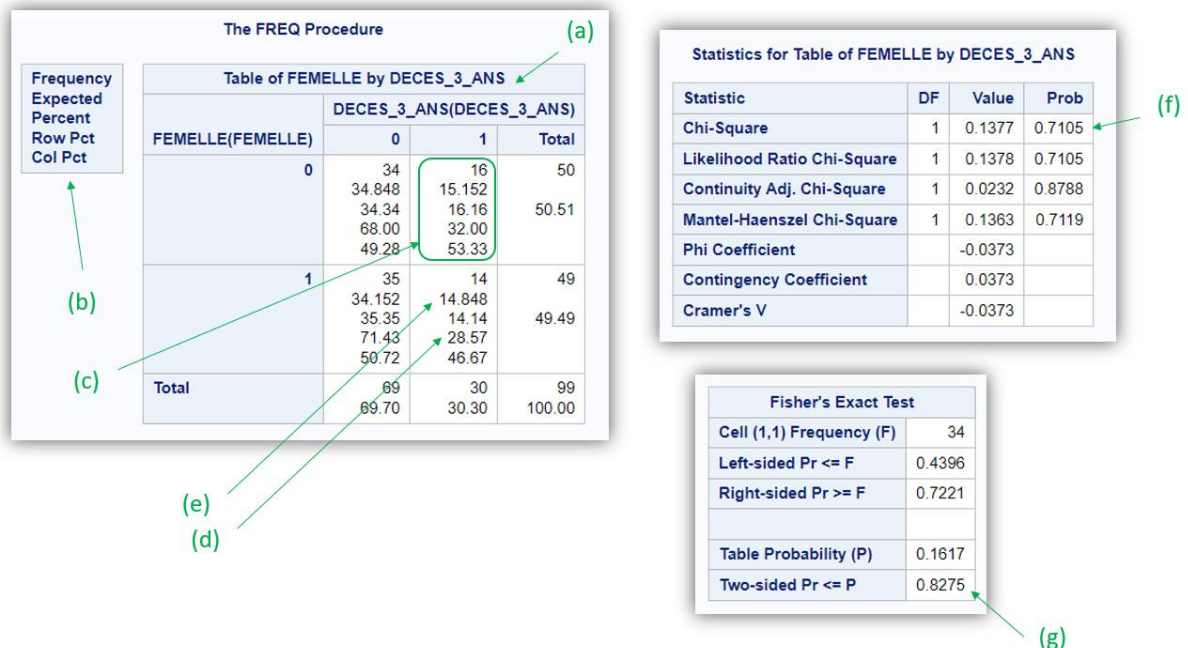 The FREQ Procedure
(a)
Frequency
Expected
Percent
Row Pct
Col Pct
(b)
Table of FEMELLE by DECES_3_ANS
DECES_3_ANS(DECES_3_ANS)
FEMELLE(FEMELLE) 0 1 Total
0 34 16 50
34.848 15.152
34.34 16.16 50.51
68.00 32.00
49.28 53.33
1 35 14 49
34.152 14.848
35.35 14.14 49.49
71.43 28.57
50.72 46.67
Total 69 30 99
69.70 30.30 100.00
(c)
(e)
(d)
Statistics for Table of FEMELLE by DECES_3_ANS
Statistic DF Value Prob
Chi-Square 1 0.1377 0.7105
Likelihood Ratio Chi-Square 1 0.1378 0.7105
Continuity Adj. Chi-Square 1 0.0232 0.8788
Mantel-Haenszel Chi-Square 1 0.1363 0.7119
Phi Coefficient -0.0373
Contingency Coefficient 0.0373
Cramer's V -0.0373
(f)
Fisher's Exact Test
Cell (1,1) Frequency (F) 34
Left-sided Pr <= F 0.4396
Right-sided Pr >= F 0.7221
Table Probability (P) 0.1617
Two-sided Pr <= P 0.8275
(g)